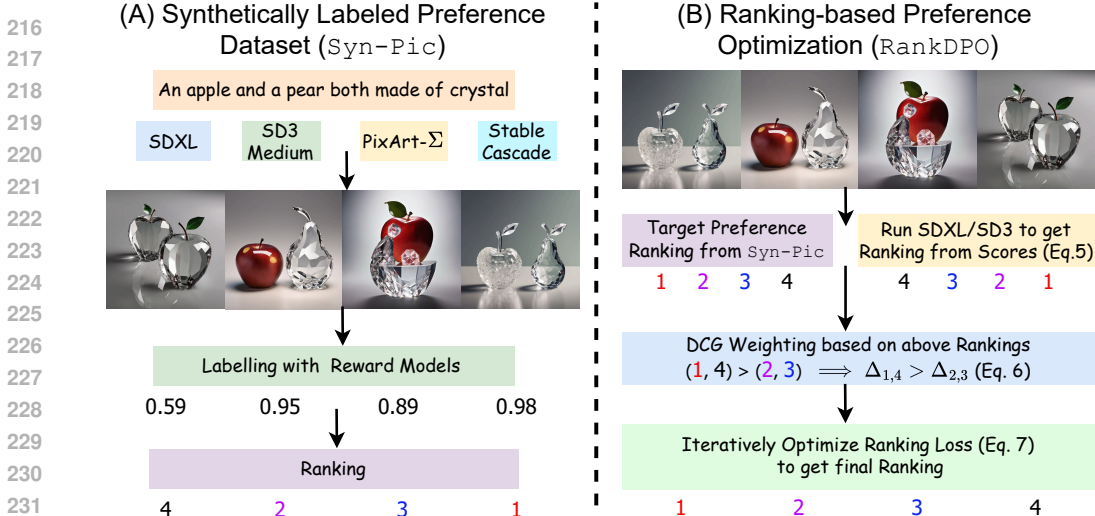 216
217
218
219
220
221
222
223
224
225
226
227
228
229
230
231
(A) Synthetically Labeled Preference
Dataset (Syn-Pic)
An apple and a pear both made of crystal
SDXL
SD3
Medium
PixArt-Σ
Stable
Cascade
Labelling with Reward Models
0.59 0.95 0.89 0.98
Ranking
4 2 3 1
(B) Ranking-based Preference
Optimization (RankDPO)
Target Preference
Ranking from Syn-Pic
1 2 3 4
Run SDXL/SD3 to get
Ranking from Scores (Eq.5)
4 3 2 1
DCG Weighting based on above Rankings
(1, 4) > (2, 3) ⟹ Δ1,4 > Δ2,3 (Eq. 6)
Iteratively Optimize Ranking Loss (Eq. 7)
to get final Ranking
1 2 3 4